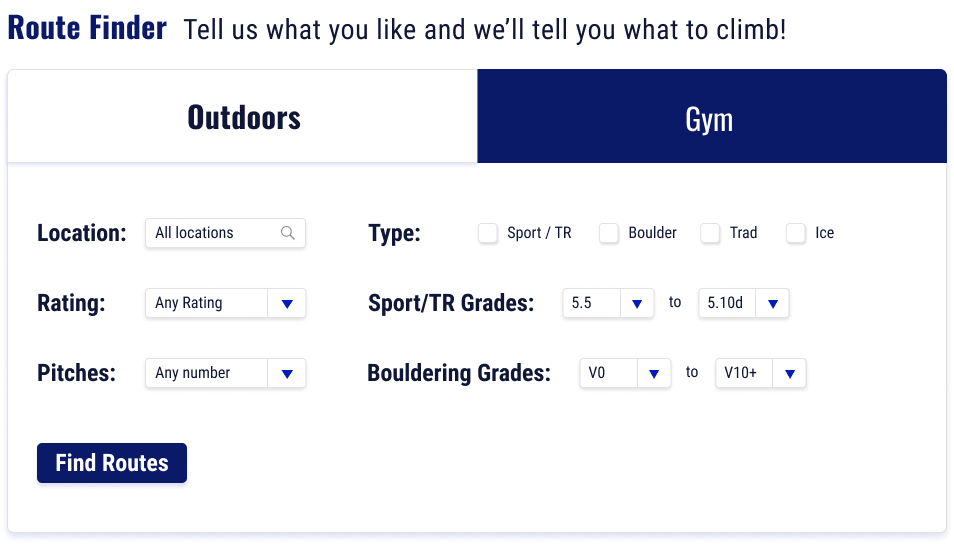 Route Finder Tell us what you like and we’ll tell you what to climb!
Outdoors Gym
Location: All locations Type: Sport / TR Boulder Trad Ice
Rating: Any Rating Sport/TR Grades: 5.5 to 5.10d
Pitches: Any number Bouldering Grades: V0 to V10+
Find Routes